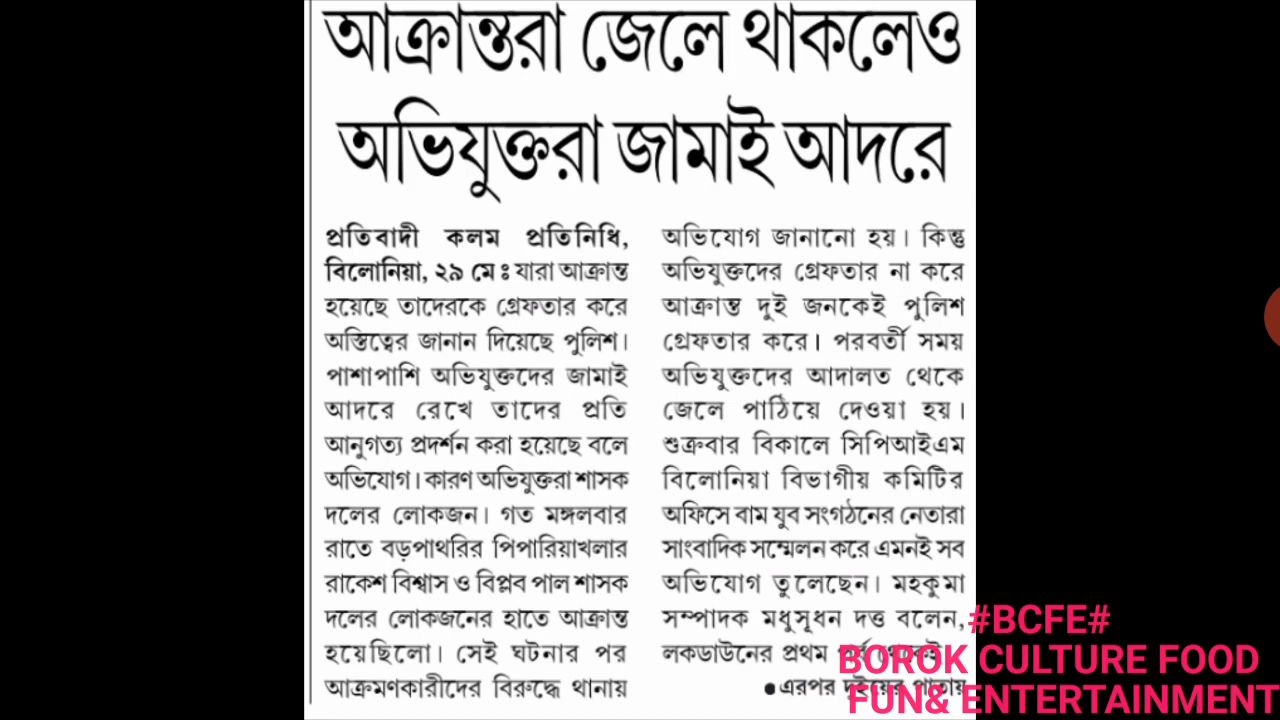 আক্রান্তরা জেলে থাকলেও
অভিযুক্তরা জামাই আদরে
প্রতিবাদী কলম প্রতিনিধি,
বিলোনিয়া, ২৯ মে ঃ যারা আক্রান্ত
হয়েছে তাদেরকে গ্রেফতার করে
অস্তিত্বের জানান দিয়েছে পুলিশ।
পাশাপাশি অভিযুক্তদের জামাই
আদরে রেখে তাদের প্রতি
আনুগত্য প্রদর্শন করা হয়েছে বলে
অভিযোগ। কারণ অভিযুক্তরা শাসক
দলের লোকজন। গত মঙ্গলবার
রাতে বড়পাথরির পিপারিয়াখলার
রাকেশ বিশ্বাস ও বিপ্লব পাল শাসক
দলের লোকজনের হাতে আক্রান্ত
হয়েছিলো। সেই ঘটনার পর
আক্রমণকারীদের বিরুদ্ধে থানায়
অভিযোগ জানানো হয়। কিন্তু
অভিযুক্তদের গ্রেফতার না করে
আক্রান্ত দুই জনকেই পুলিশ
গ্রেফতার করে। পরবর্তী সময়
অভিযুক্তদের আদালত থেকে
জেলে পাঠিয়ে দেওয়া হয়।
শুক্রবার বিকালে সিপিআইএম
বিলোনিয়া বিভাগীয় কমিটির
অফিসে বাম যুব সংগঠনের নেতারা
সাংবাদিক সম্মেলন করে এমনই সব
অভিযোগ তুলেছেন। মহকুমা
সম্পাদক মধুসূধন দত্ত বলেন,
লকডাউনের প্রথম পর্ব থেকেই
●এরপর দুইয়ের পাতায়
#BCFE#
BOROK CULTURE FOOD
FUN& ENTERTAINMENT